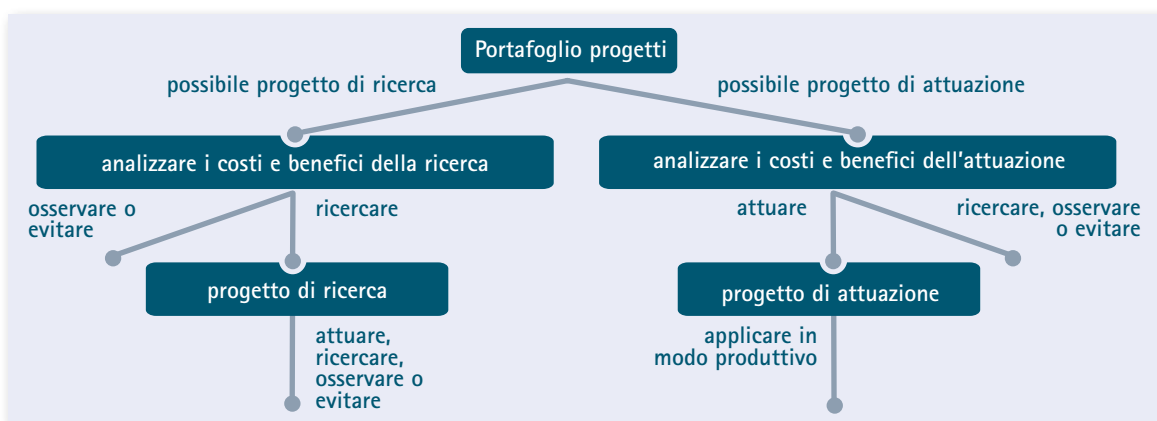 Portafoglio progetti
possibile progetto di ricerca
possibile progetto di attuazione
analizzare i costi e benefici della ricerca
analizzare i costi e benefici dell'attuazione
osservare o
evitare
ricercare
attuare
ricercare, osservare
o evitare
progetto di ricerca
progetto di attuazione
attuare,
ricercare,
osservare o
evitare
applicare in
modo produttivo